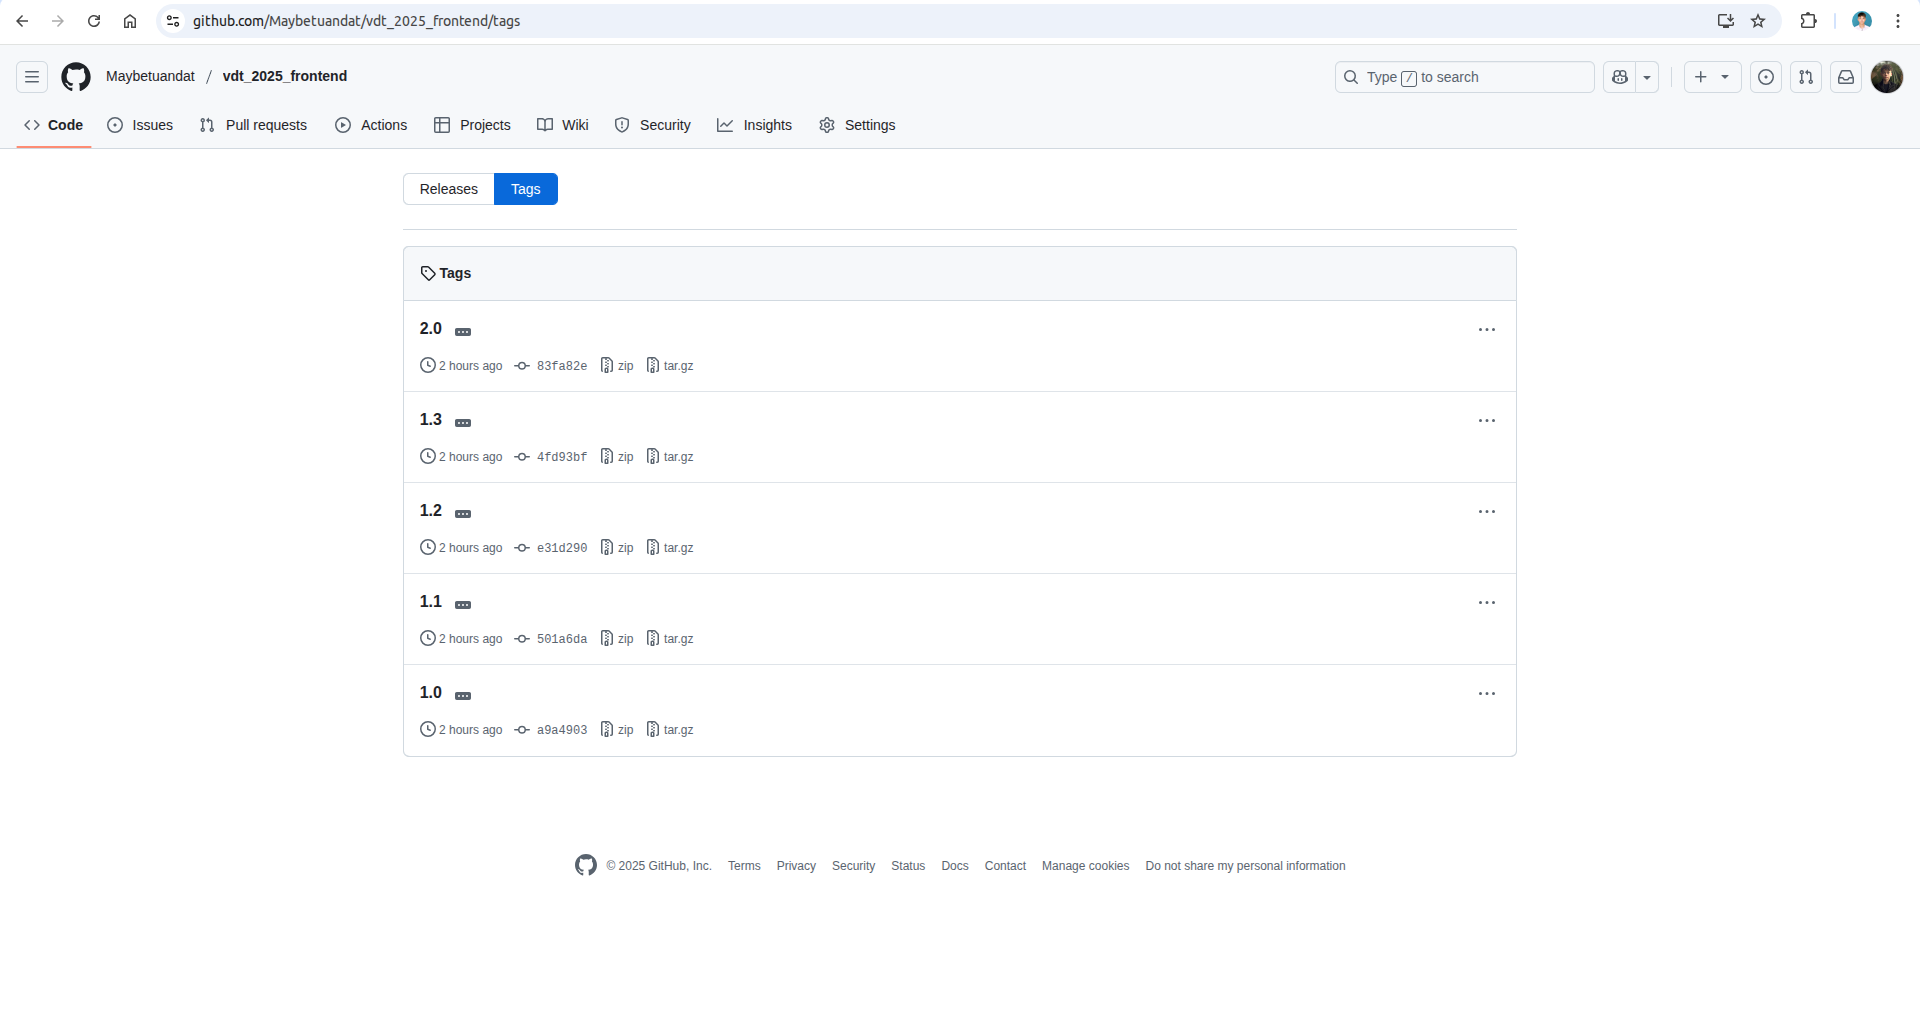 github.com/Maybetuandat/vdt_2025_frontend/tags
Maybetuandat / vdt_2025_frontend
Type / to search
Code Issues Pull requests Actions Projects Wiki Security Insights Settings
Releases Tags
Tags
2.0
2 hours ago 83fa82e zip tar.gz
1.3
2 hours ago 4fd93bf zip tar.gz
1.2
2 hours ago e31d290 zip tar.gz
1.1
2 hours ago 501a6da zip tar.gz
1.0
2 hours ago a9a4903 zip tar.gz
© 2025 GitHub, Inc. Terms Privacy Security Status Docs Contact Manage cookies Do not share my personal information